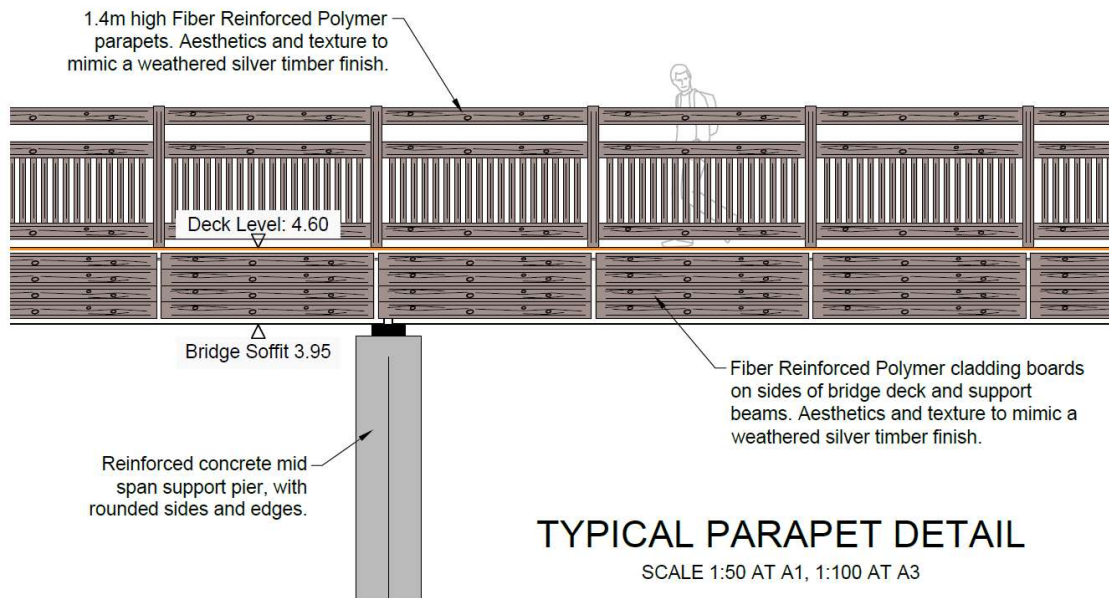 1.4m high Fiber Reinforced Polymer
parapets. Aesthetics and texture to
mimic a weathered silver timber finish.
Deck Level: 4.60
Bridge Soffit 3.95
Fiber Reinforced Polymer cladding boards
on sides of bridge deck and support
beams. Aesthetics and texture to mimic a
weathered silver timber finish.
Reinforced concrete mid
span support pier, with
rounded sides and edges.
TYPICAL PARAPET DETAIL
SCALE 1:50 AT A1, 1:100 AT A3